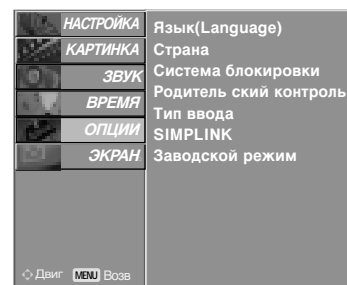 НАСТРОЙКА
КАРТИНКА
ЗВУК
ВРЕМЯ
ОПЦИИ
ЭКРАН
Язык(Language)
Страна
Система блокировки
Родитель ский контроль
Тип ввода
SIMPLINK
Заводской режим
Двиг MENU Возв